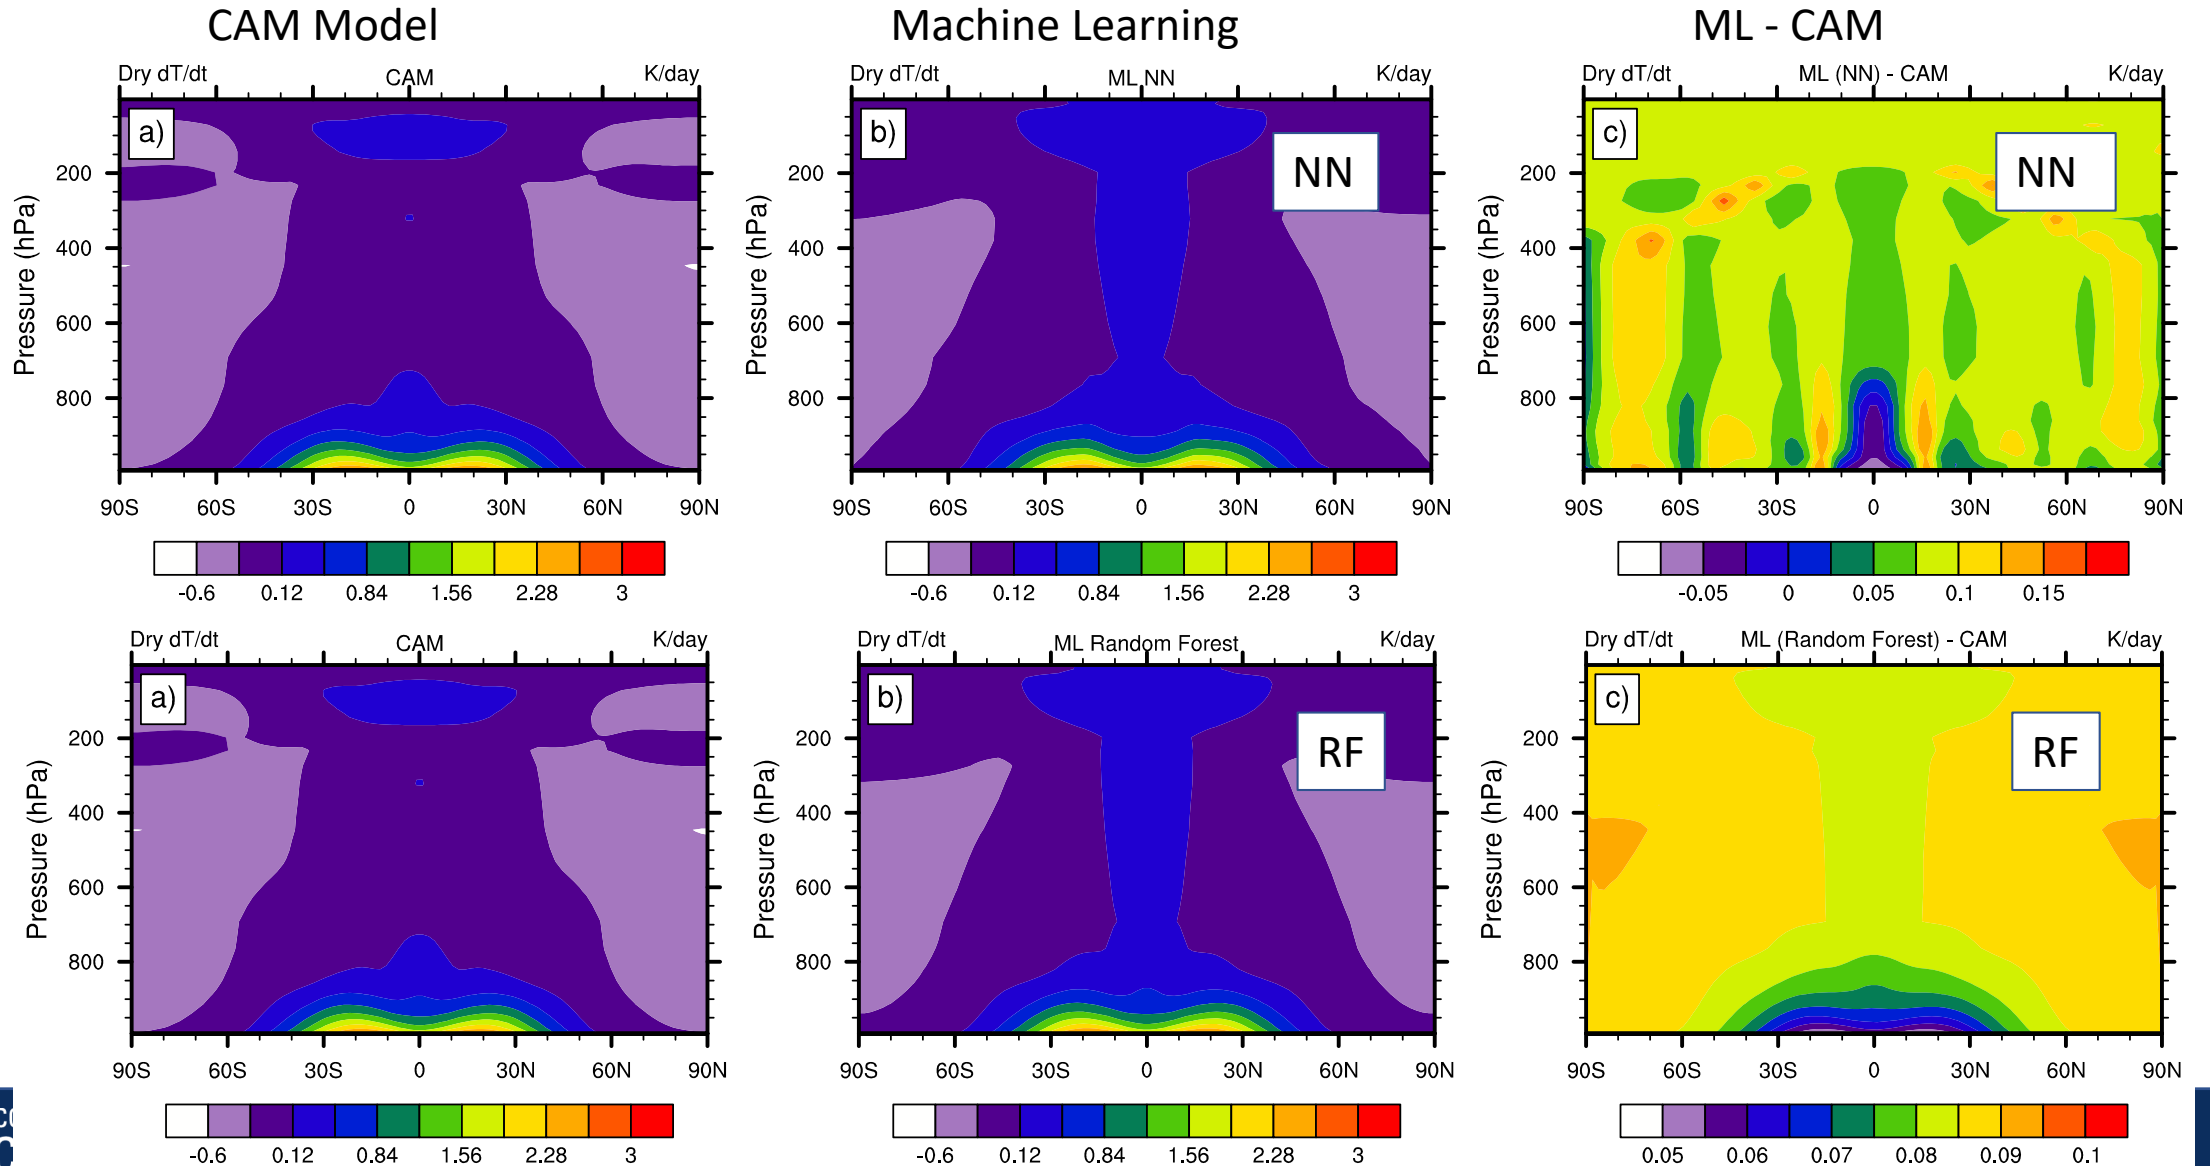 CAM Model Machine Learning ML - CAM
Dry dT/dt CAM K/day
a)
Pressure (hPa)
200
400
600
800
90S 60S 30S 0 30N 60N 90N
-0.6 0.12 0.84 1.56 2.28 3
Dry dT/dt ML NN K/day
b)
NN
Pressure (hPa)
200
400
600
800
90S 60S 30S 0 30N 60N 90N
-0.6 0.12 0.84 1.56 2.28 3
Dry dT/dt ML (NN) - CAM K/day
c)
NN
Pressure (hPa)
200
400
600
800
90S 60S 30S 0 30N 60N 90N
-0.05 0 0.05 0.1 0.15
Dry dT/dt CAM K/day
a)
Pressure (hPa)
200
400
600
800
90S 60S 30S 0 30N 60N 90N
-0.6 0.12 0.84 1.56 2.28 3
Dry dT/dt ML Random Forest K/day
b)
RF
Pressure (hPa)
200
400
600
800
90S 60S 30S 0 30N 60N 90N
-0.6 0.12 0.84 1.56 2.28 3
Dry dT/dt ML (Random Forest) - CAM K/day
c)
RF
Pressure (hPa)
200
400
600
800
90S 60S 30S 0 30N 60N 90N
0.05 0.06 0.07 0.08 0.09 0.1